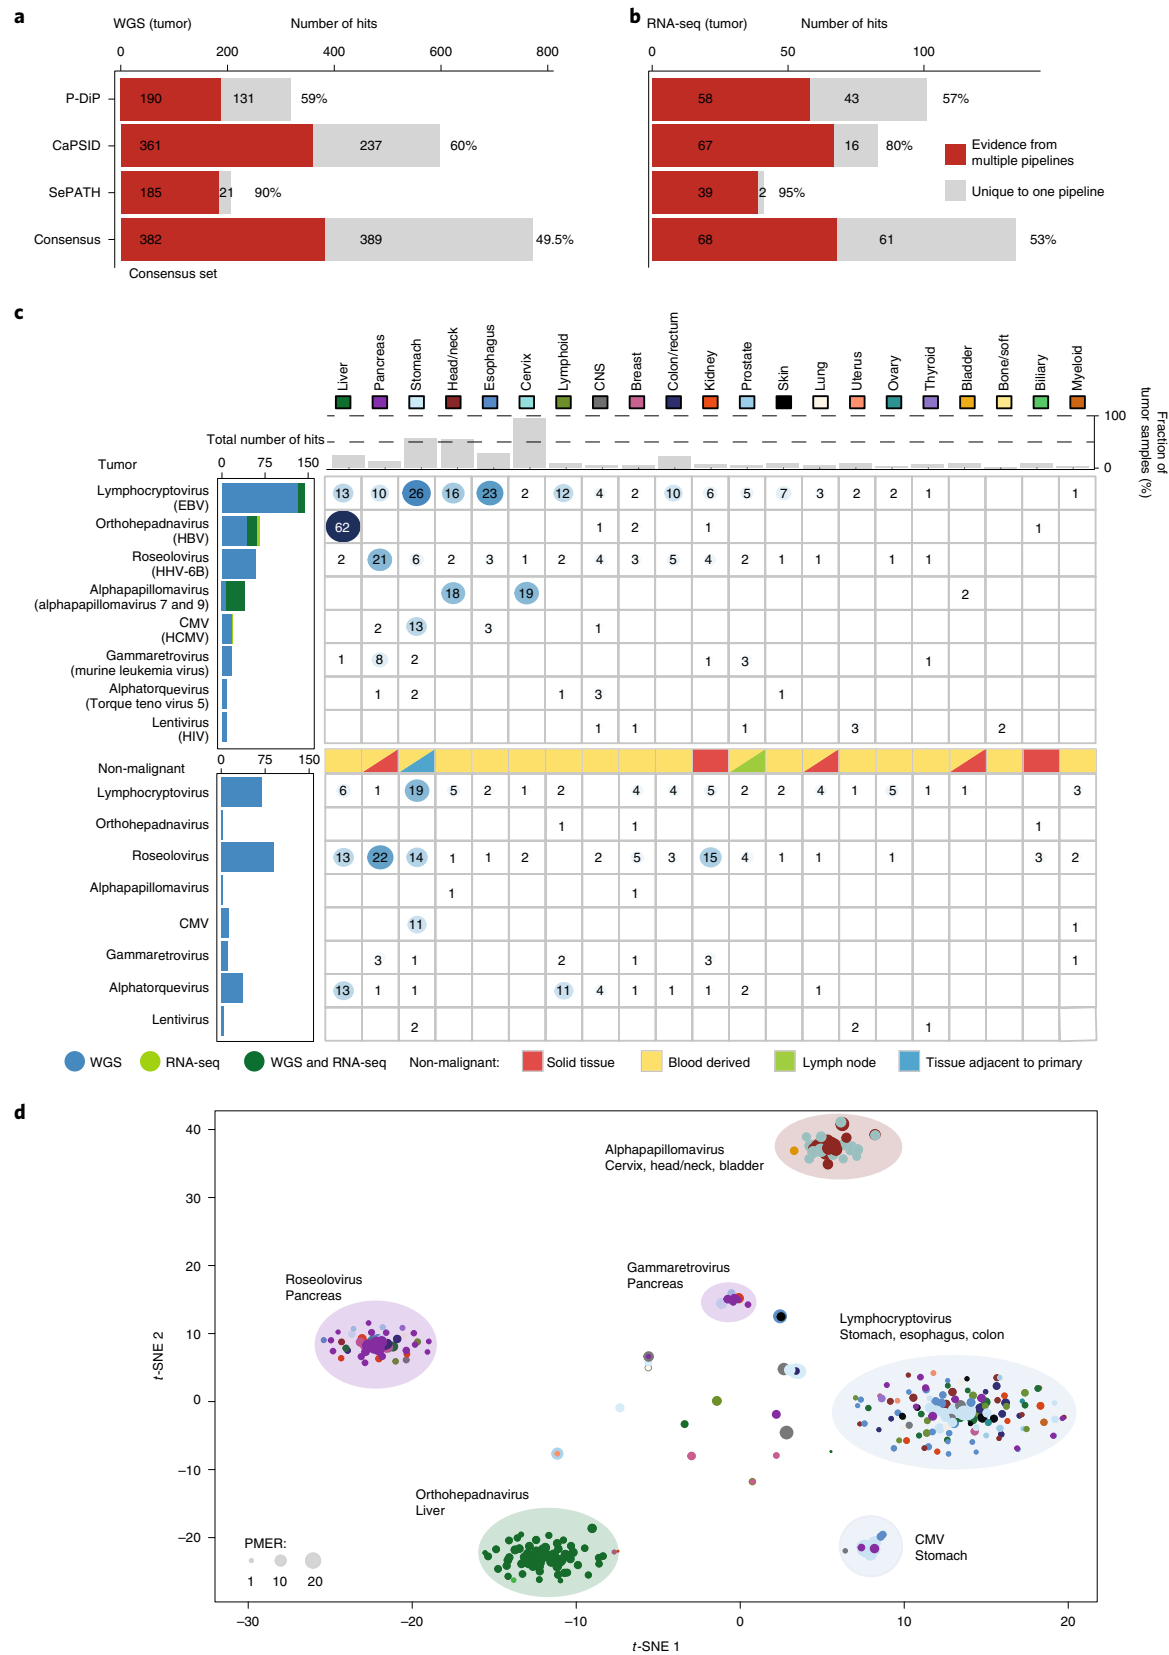 a
WGS (tumor)
Number of hits
0 200 400 600 800
P-DiP 190 131 59%
CaPSID 361 237 60%
SePATH 185 21 90%
Consensus 382 389 49.5%
Consensus set
b
RNA-seq (tumor)
Number of hits
0 50 100
58 43 57%
67 16 80%
39 2 95%
68 61 53%
Evidence from
multiple pipelines
Unique to one pipeline
c
Liver
Pancreas
Stomach
Head/neck
Esophagus
Cervix
Lymphoid
CNS
Breast
Colon/rectum
Kidney
Prostate
Skin
Lung
Uterus
Ovary
Thyroid
Bladder
Bone/soft
Biliary
Myeloid
100
0
Fraction of
tumor samples (%)
Total number of hits
Tumor
0 75 150
Lymphocryptovirus
(EBV)
13 10 26 16 23 2 12 4 2 10 6 5 7 3 2 2 1 1
Orthohepadnavirus
(HBV)
62 1 2 1 1
Roseolovirus
(HHV-6B)
2 21 6 2 3 1 2 4 3 5 4 2 1 1 1 1
Alphapapillomavirus
(alphapapillomavirus 7 and 9)
18 19 2
CMV
(HCMV)
2 13 3 1
Gammaretrovirus
(murine leukemia virus)
1 8 2 1 3 1
Alphatorquevirus
(Torque teno virus 5)
1 2 1 3 1
Lentivirus
(HIV)
1 1 1 3 2
0 75 150
Non-malignant
Lymphocryptovirus 6 1 19 5 2 1 2 4 4 5 2 2 4 1 5 1 1 3
Orthohepadnavirus 1 1 1
Roseolovirus 13 22 14 1 1 2 2 5 3 15 4 1 1 1 3 2
Alphapapillomavirus 1 1
CMV 11 1
Gammaretrovirus 3 1 2 1 3 1
Alphatorquevirus 13 1 1 11 4 1 1 1 2 1
Lentivirus 2 2 1
WGS RNA-seq WGS and RNA-seq Non-malignant: Solid tissue Blood derived Lymph node Tissue adjacent to primary
d
t-SNE 2
40
30
20
10
0
−10
−20
Alphapapillomavirus
Cervix, head/neck, bladder
Gammaretrovirus
Pancreas
Roseolovirus
Pancreas
Lymphocryptovirus
Stomach, esophagus, colon
Orthohepadnavirus
Liver
CMV
Stomach
PMER:
1 10 20
−30 −20 −10 0 10 20
t-SNE 1